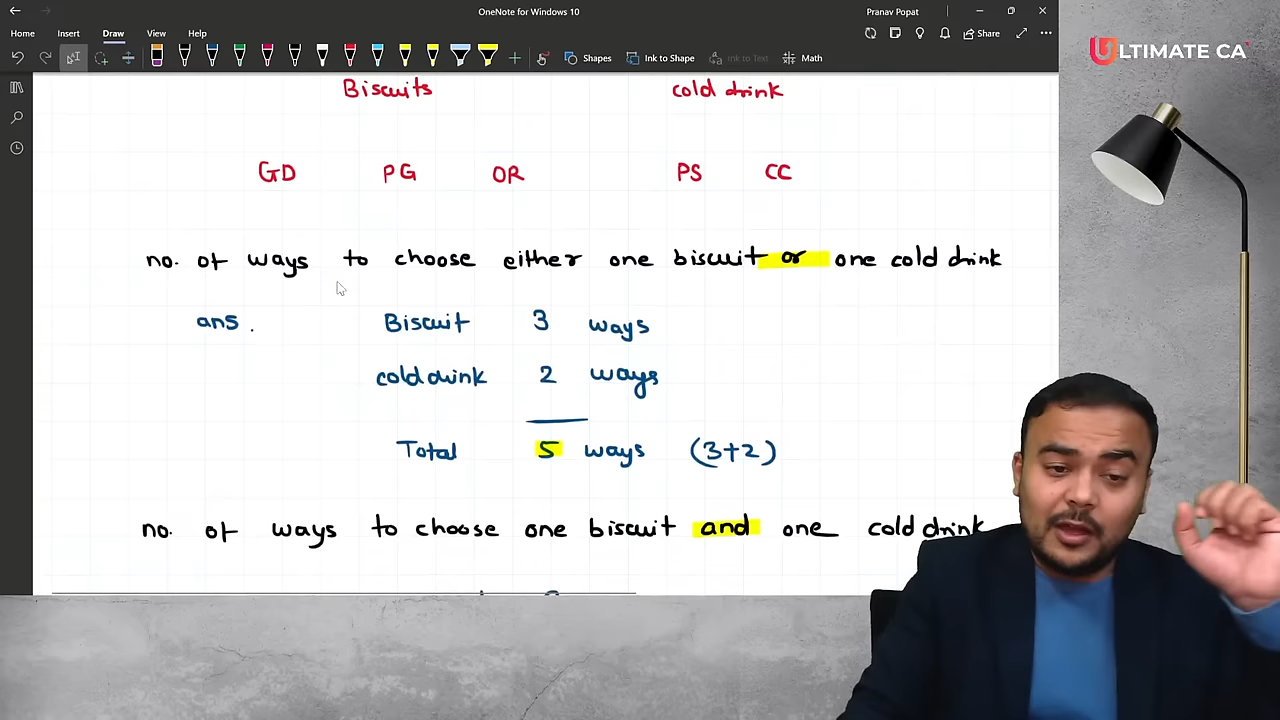 OneNote for Windows 10
Pranav Popat
Home Insert Draw View Help
Share
Shapes
Ink to Shape
Ink to Text
Math
ULTIMATE CA
Biscuits cold drink
GD PG OR PS CC
no. of ways to choose either one biscuit or one cold drink
ans. Biscuit 3 ways
cold drink 2 ways
Total 5 ways (3+2)
no. of ways to choose one biscuit and one cold drink